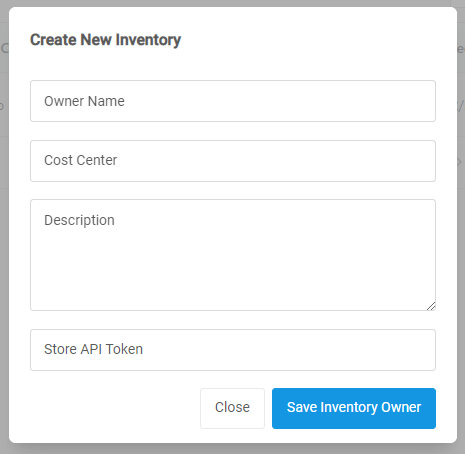 Create New Inventory
Owner Name
Cost Center
Description
Store API Token
Close
Save Inventory Owner